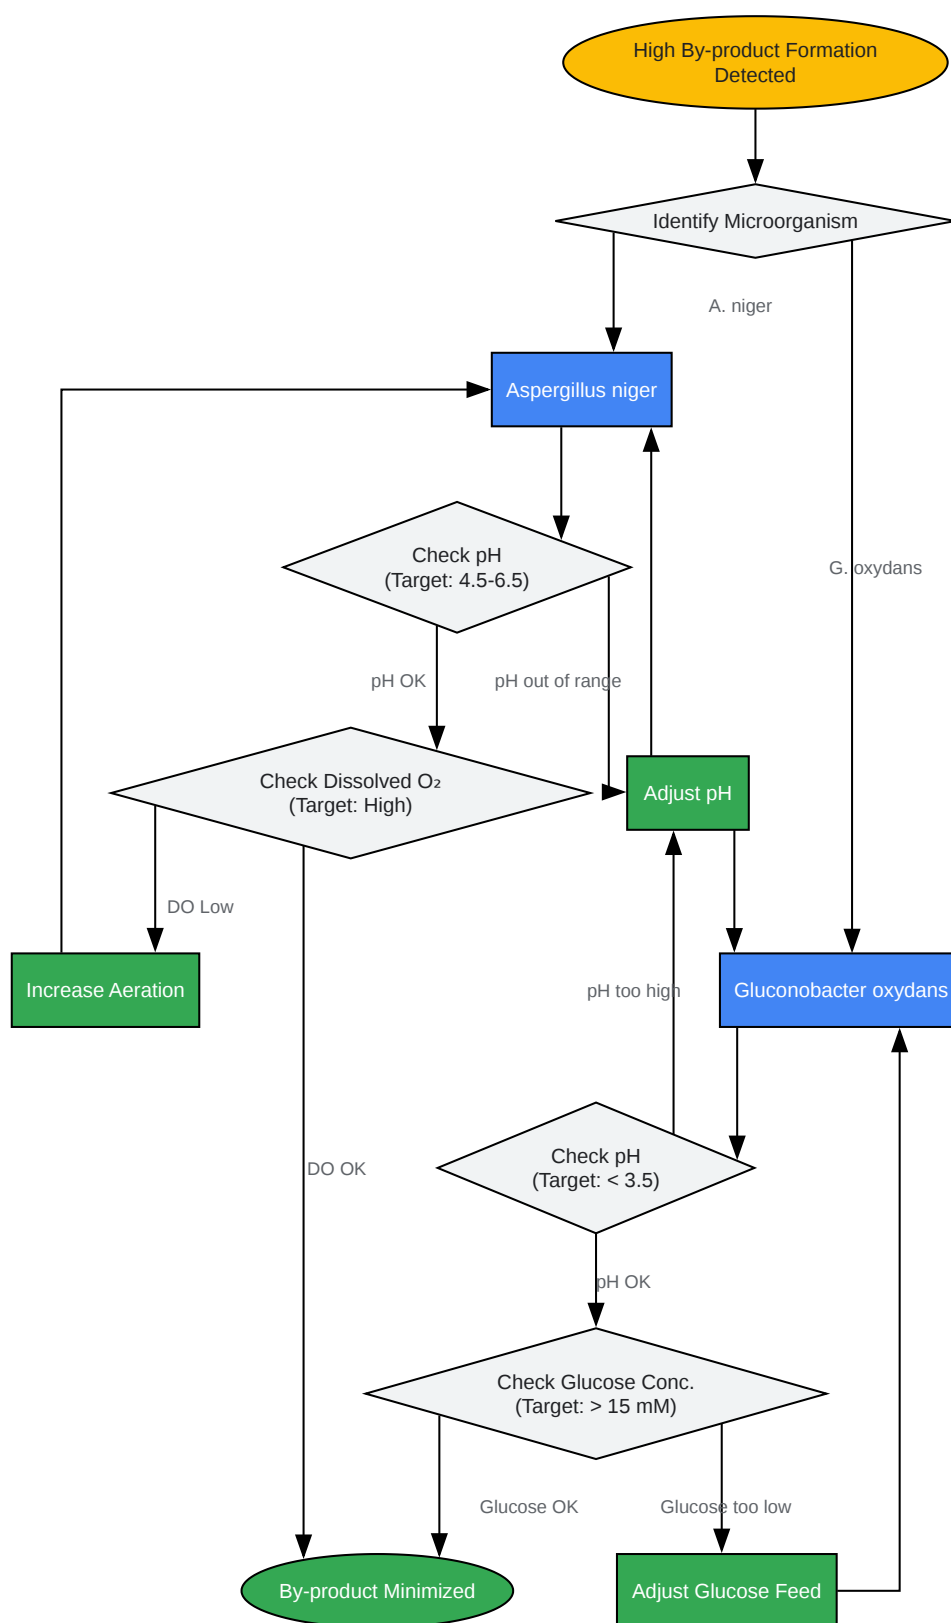 High By-product Formation
Detected
Identify Microorganism
A. niger
Aspergillus niger
Check pH
(Target: 4.5-6.5)
G. oxydans
pH OK
pH out of range
Check Dissolved O₂
(Target: High)
Adjust pH
DO Low
Increase Aeration
pH too high
Gluconobacter oxydans
Check pH
(Target: < 3.5)
DO OK
pH OK
Check Glucose Conc.
(Target: > 15 mM)
Glucose OK
Glucose too low
By-product Minimized
Adjust Glucose Feed